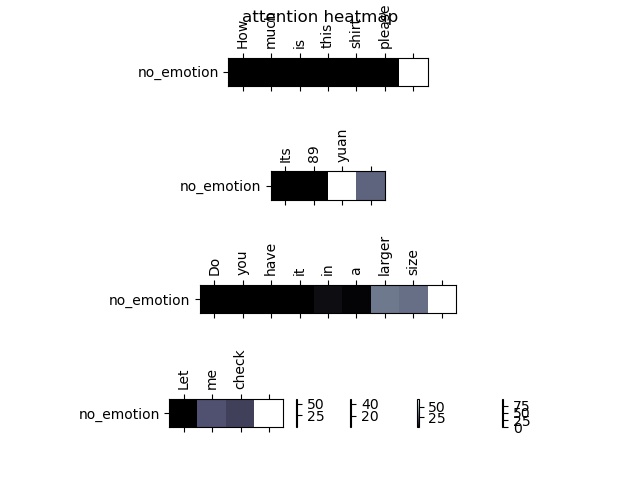 attention heatmap
How much is this shirt please
no_emotion
Its 89 yuan
no_emotion
Do you have it in a larger size
no_emotion
Let me check
no_emotion
50 40 50 75
25 20 25 50
25
0